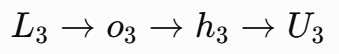 L₃ → o₃ → h₃ → U₃